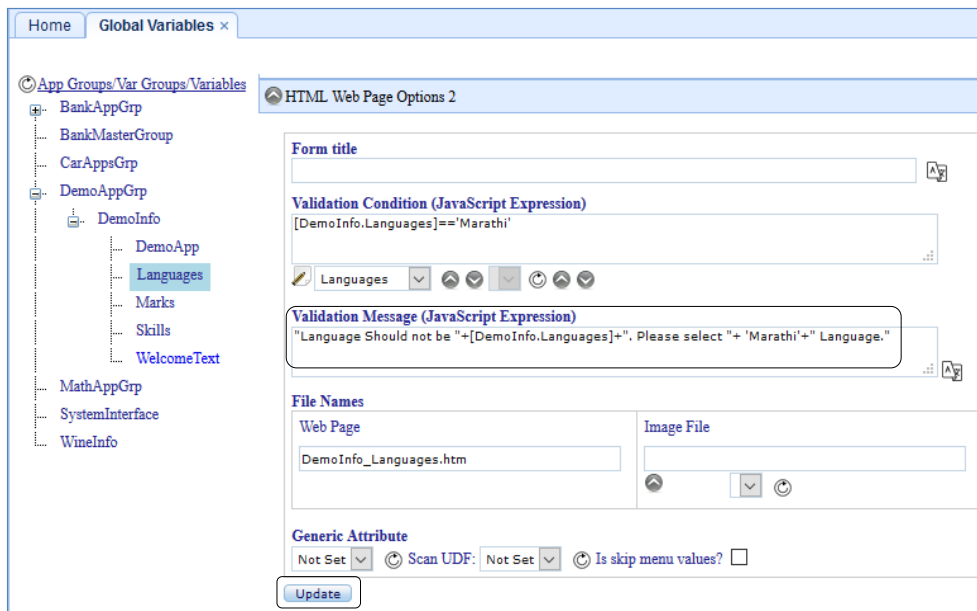 Home
Global Variables ×
App Groups/Var Groups/Variables
BankAppGrp
BankMasterGroup
CarAppsGrp
DemoAppGrp
DemoInfo
DemoApp
Languages
Marks
Skills
WelcomeText
MathAppGrp
SystemInterface
WineInfo
HTML Web Page Options 2
Form title
Validation Condition (JavaScript Expression)
[DemoInfo.Languages]=='Marathi'
Languages
Validation Message (JavaScript Expression)
"Language Should not be "+[DemoInfo.Languages]+". Please select "+ 'Marathi'+" Language."
File Names
Web Page Image File
DemoInfo_Languages.htm
Generic Attribute
Not Set Scan UDF: Not Set Is skip menu values?
Update